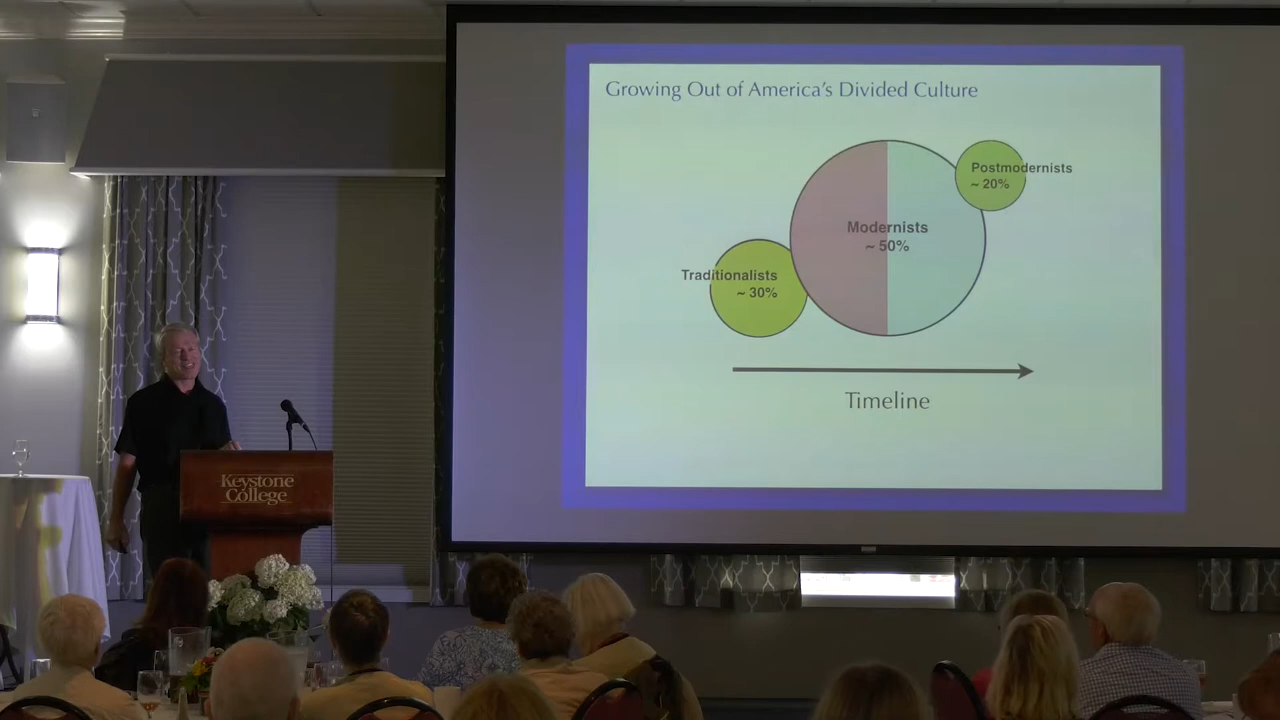 Growing Out of America's Divided Culture
Postmodernists
~ 20%
Modernists
~ 50%
Traditionalists
~ 30%
Timeline
Keystone
College